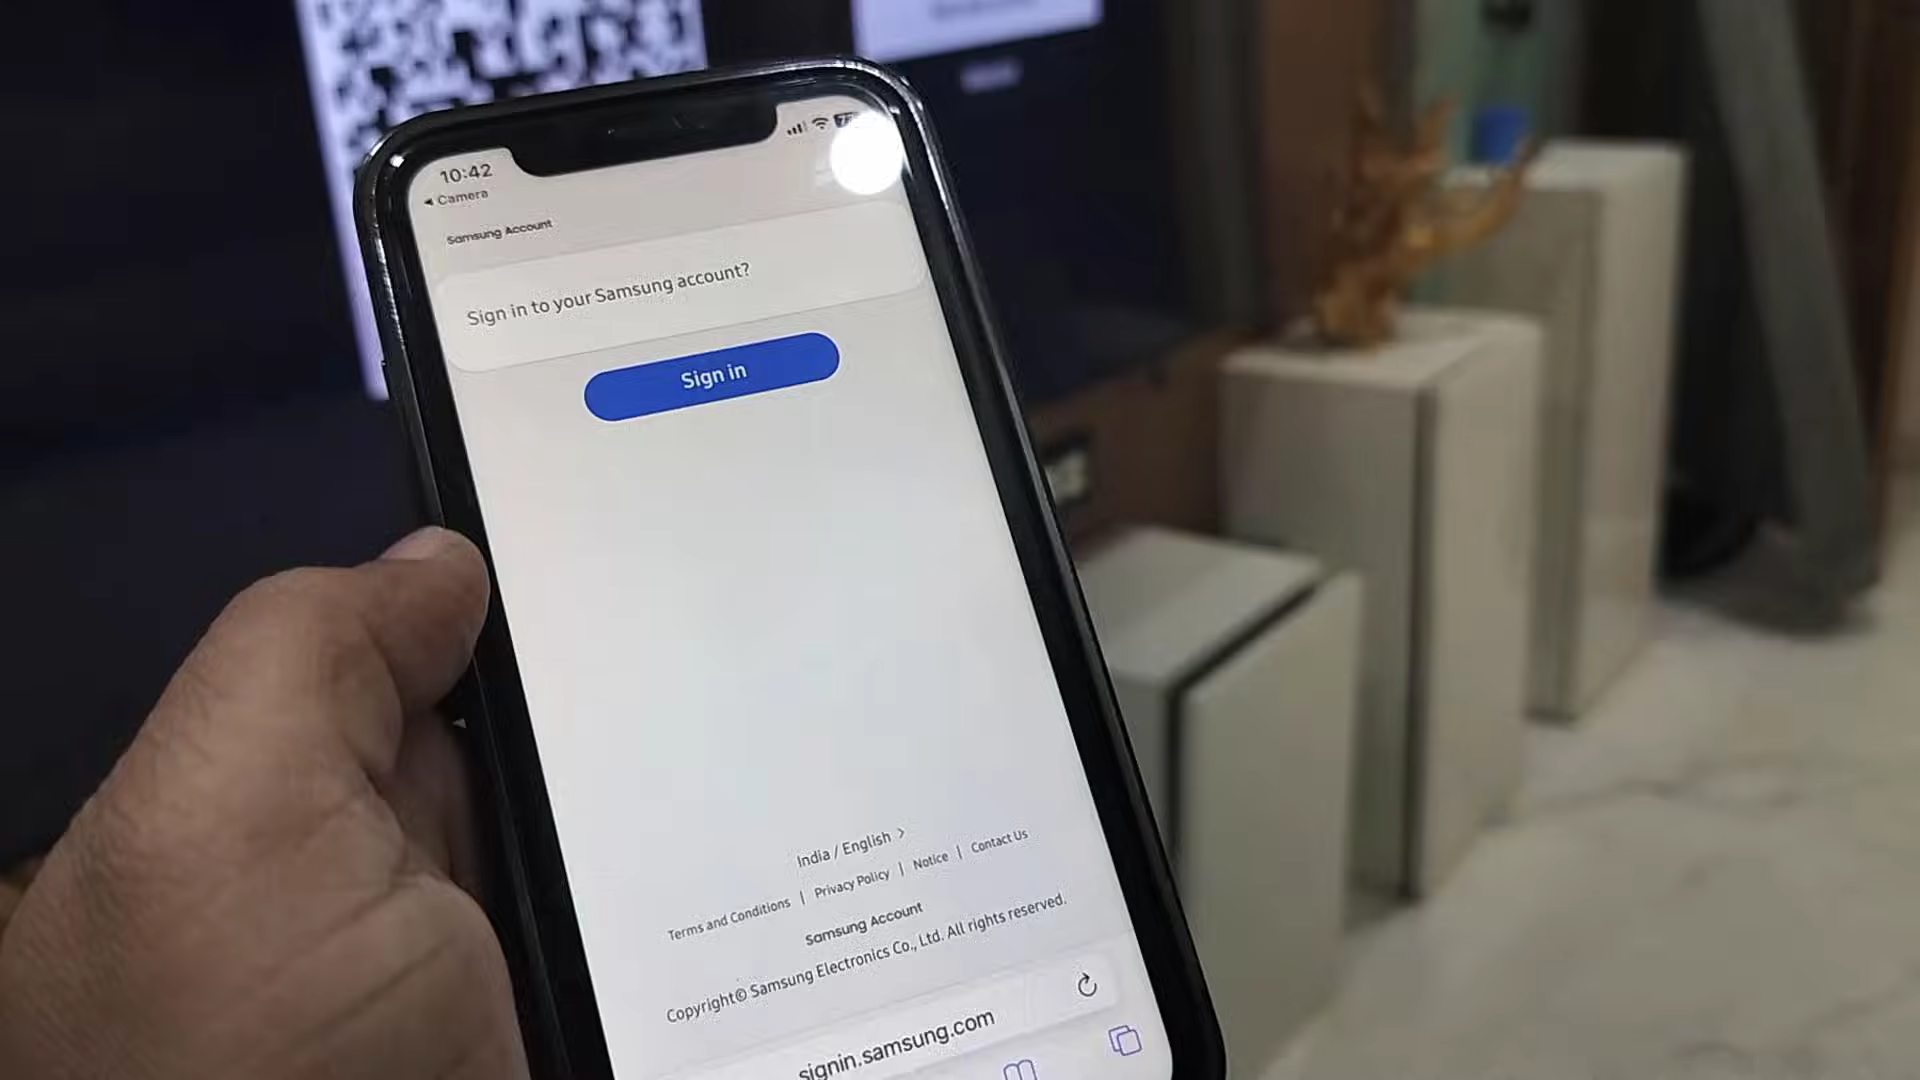 10:42
◀ Camera
Samsung Account
Sign in to your Samsung account?
Sign in
India / English >
Terms and Conditions | Privacy Policy | Notice | Contact Us
Samsung Account
Copyright© Samsung Electronics Co., Ltd. All rights reserved.
signin.samsung.com